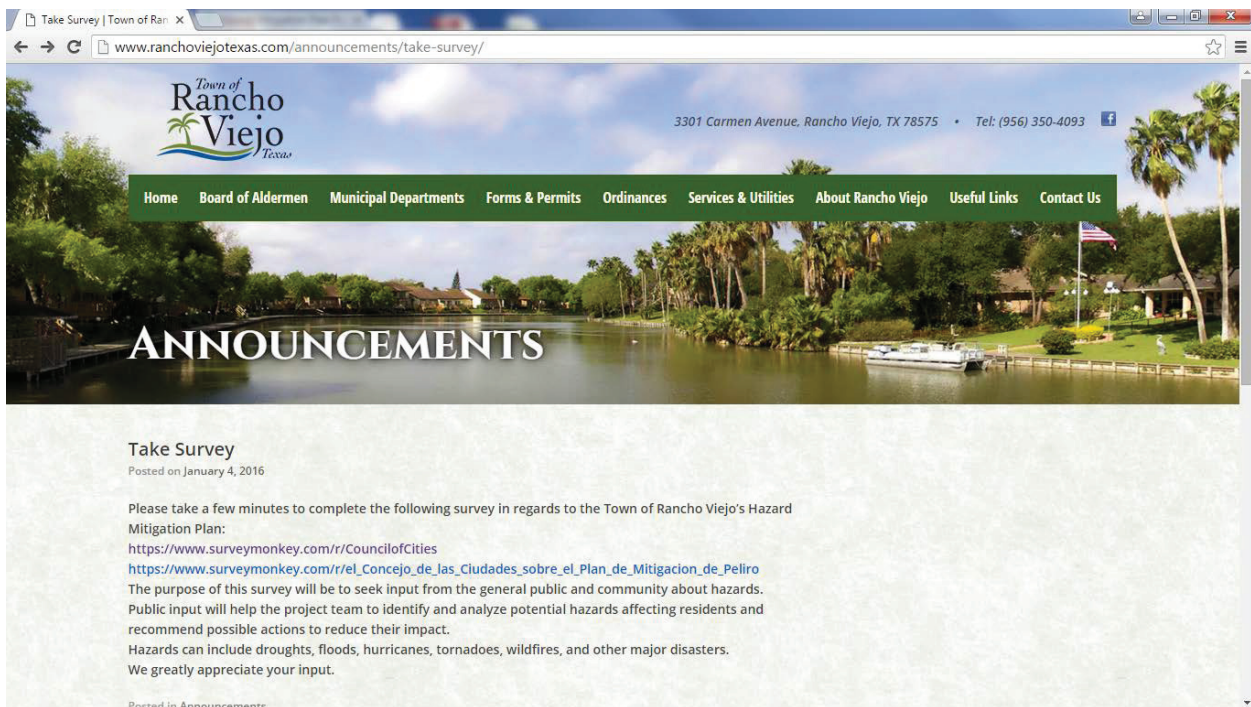 Take Survey | Town of Ran
www.ranchoviejotexas.com/announcements/take-survey/
Town of
Rancho
Viejo
Texas
3301 Carmen Avenue, Rancho Viejo, TX 78575 • Tel: (956) 350-4093 f
Home Board of Aldermen Municipal Departments Forms & Permits Ordinances Services & Utilities About Rancho Viejo Useful Links Contact Us
ANNOUNCEMENTS
Take Survey
Posted on January 4, 2016
Please take a few minutes to complete the following survey in regards to the Town of Rancho Viejo's Hazard
Mitigation Plan:
https://www.surveymonkey.com/r/CouncilofCities
https://www.surveymonkey.com/r/el_Concejo_de_las_Ciudades_sobre_el_Plan_de_Mitigacion_de_Peliro
The purpose of this survey will be to seek input from the general public and community about hazards.
Public input will help the project team to identify and analyze potential hazards affecting residents and
recommend possible actions to reduce their impact.
Hazards can include droughts, floods, hurricanes, tornadoes, wildfires, and other major disasters.
We greatly appreciate your input.
Posted in Announcements